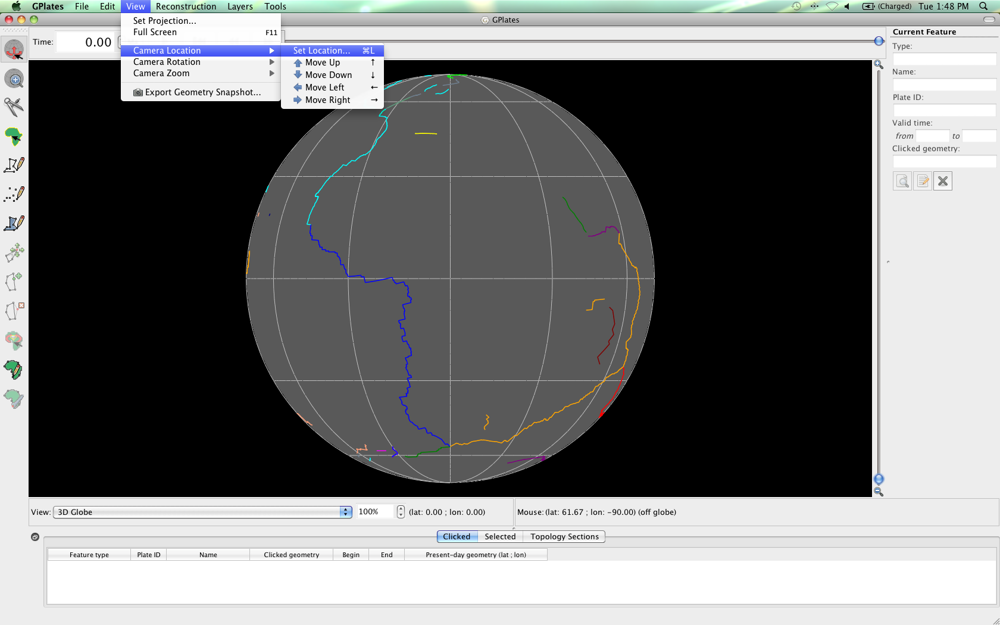 GPlates File Edit View Reconstruction Layers Tools (Charged) Tue 1:48 PM
GPlates
Set Projection...
Full Screen F11
Camera Location
Camera Rotation
Camera Zoom
Export Geometry Snapshot...
Set Location... ⌘L
Move Up ↑
Move Down ↓
Move Left ←
Move Right →
Time: 0.00
Current Feature
Type:
Name:
Plate ID:
Valid time:
from to
Clicked geometry:
View: 3D Globe 100% (lat: 0.00 ; lon: 0.00) Mouse: (lat: 61.67 ; lon: -90.00) (off globe)
Clicked Selected Topology Sections
Feature type Plate ID Name Clicked geometry Begin End Present-day geometry (lat ; lon)